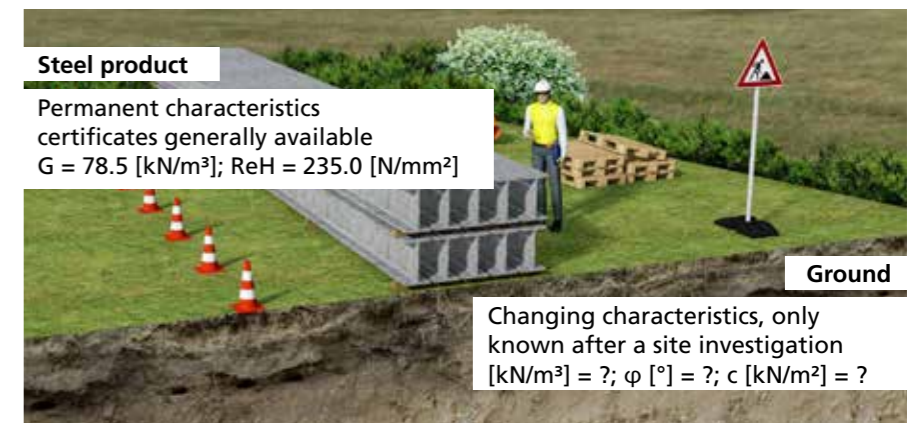 Steel product
Permanent characteristics
certificates generally available
G = 78.5 [kN/m³]; ReH = 235.0 [N/mm²]
Ground
Changing characteristics, only
known after a site investigation
[kN/m³] = ?; φ [°] = ?; c [kN/m²] = ?